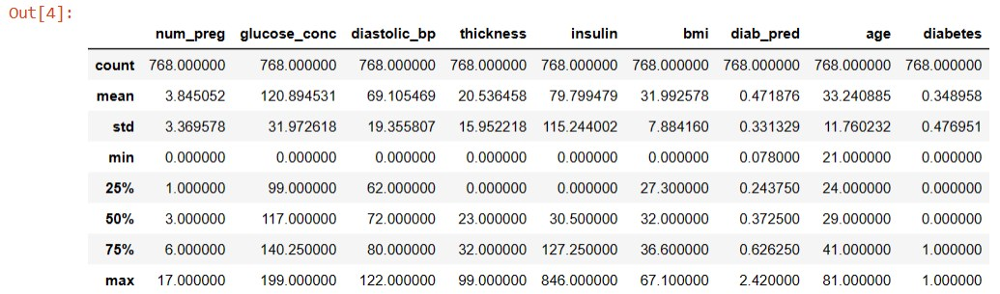 Out[4]:
num_preg glucose_conc diastolic_bp thickness insulin bmi diab_pred age diabetes
count 768.000000 768.000000 768.000000 768.000000 768.000000 768.000000 768.000000 768.000000 768.000000
mean 3.845052 120.894531 69.105469 20.536458 79.799479 31.992578 0.471876 33.240885 0.348958
std 3.369578 31.972618 19.355807 15.952218 115.244002 7.884160 0.331329 11.760232 0.476951
min 0.000000 0.000000 0.000000 0.000000 0.000000 0.000000 0.078000 21.000000 0.000000
25% 1.000000 99.000000 62.000000 0.000000 0.000000 27.300000 0.243750 24.000000 0.000000
50% 3.000000 117.000000 72.000000 23.000000 30.500000 32.000000 0.372500 29.000000 0.000000
75% 6.000000 140.250000 80.000000 32.000000 127.250000 36.600000 0.626250 41.000000 1.000000
max 17.000000 199.000000 122.000000 99.000000 846.000000 67.100000 2.420000 81.000000 1.000000